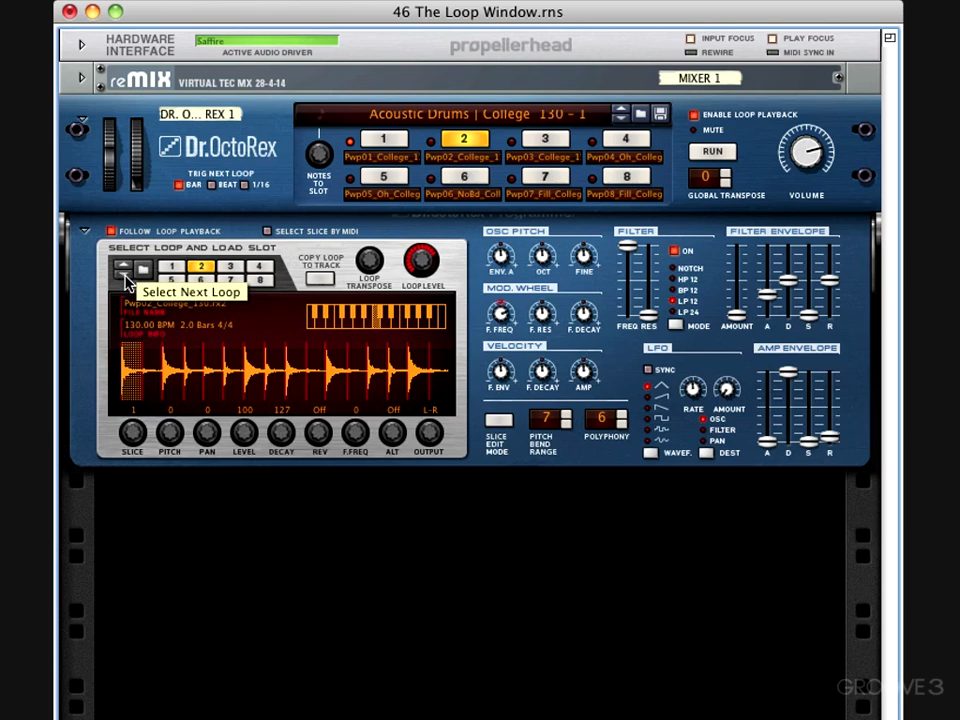 46 The Loop Window.rns
HARDWARE INTERFACE
Saffire
ACTIVE AUDIO DRIVER
propellerhead
INPUT FOCUS
PLAY FOCUS
REWIRE
MIDI SYNC IN
reMIX VIRTUAL TEC MX 28-4-14
MIXER 1
DR. O... REX 1
Dr.OctoRex
TRIG NEXT LOOP
BAR BEAT 1/16
NOTES TO SLOT
Acoustic Drums | College 130 - 1
1 2 3 4
Pwp01_College_1 Pwp02_College_1 Pwp03_College_1 Pwp04_Oh_Colleg
5 6 7 8
Pwp05_Oh_Colleg Pwp06_NoBd_Coll Pwp07_Fill_Colleg Pwp08_Fill_Colleg
ENABLE LOOP PLAYBACK
MUTE
RUN
0
GLOBAL TRANSPOSE
VOLUME
FOLLOW LOOP PLAYBACK
SELECT SLICE BY MIDI
SELECT LOOP AND LOAD SLOT
1 2 3 4
5 6 7 8
COPY LOOP TO TRACK
LOOP TRANSPOSE
LOOP LEVEL
Select Next Loop
Pwp02_College_130.rx2
FILE NAME
130.00 BPM 2.0 Bars 4/4
LOOP INFO
1 0 0 100 127 Off 0 Off L-R
SLICE PITCH PAN LEVEL DECAY REV F.FREQ ALT OUTPUT
OSC PITCH
ENV. A OCT FINE
MOD. WHEEL
F. FREQ F. RES F. DECAY
VELOCITY
F. ENV F. DECAY AMP
SLICE EDIT MODE
7
PITCH BEND RANGE
6
POLYPHONY
FILTER
ON
NOTCH
HP 12
BP 12
LP 12
LP 24
FREQ RES
MODE
FILTER ENVELOPE
AMOUNT A D S R
LFO
SYNC
RATE AMOUNT
OSC
FILTER
PAN
WAVEF. DEST
AMP ENVELOPE
A D S R
GROOVE3